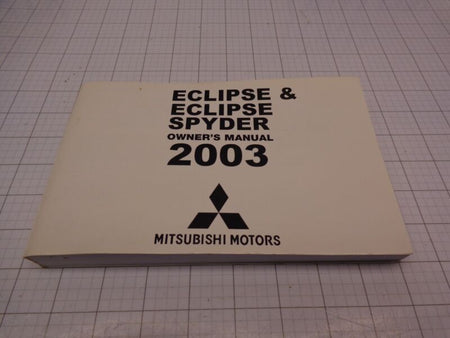 ECLIPSE &
ECLIPSE
SPYDER
OWNER'S MANUAL
2003
MITSUBISHI MOTORS